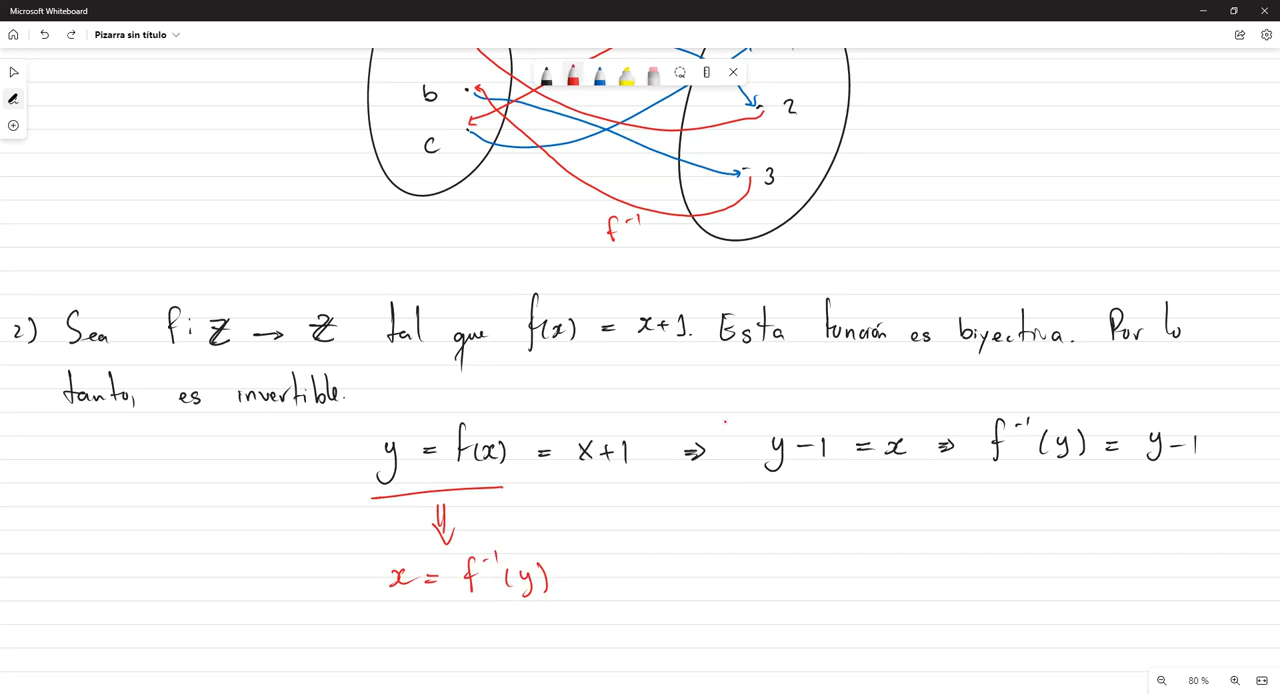 Microsoft Whiteboard
Pizarra sin título
b
2
c
3
f⁻¹
2) Sea f: ℤ → ℤ tal que f(x) = x+1. Esta función es biyectiva. Por lo
tanto, es invertible.
y = f(x) = x+1 ⇒ y-1 = x ⇒ f⁻¹(y) = y-1
⇓
x = f⁻¹(y)
80 %